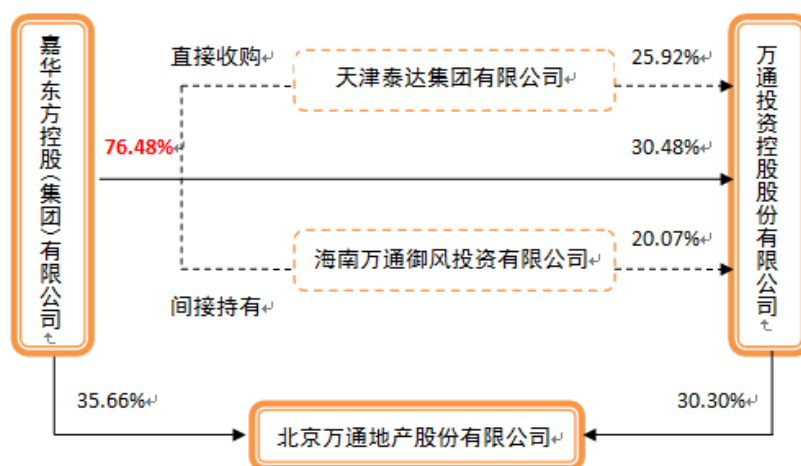 嘉华东方控股（集团）有限公司
直接收购
天津泰达集团有限公司
25.92%
万通投资控股股份有限公司
76.48%
30.48%
海南万通御风投资有限公司
20.07%
间接持有
35.66%
30.30%
北京万通地产股份有限公司